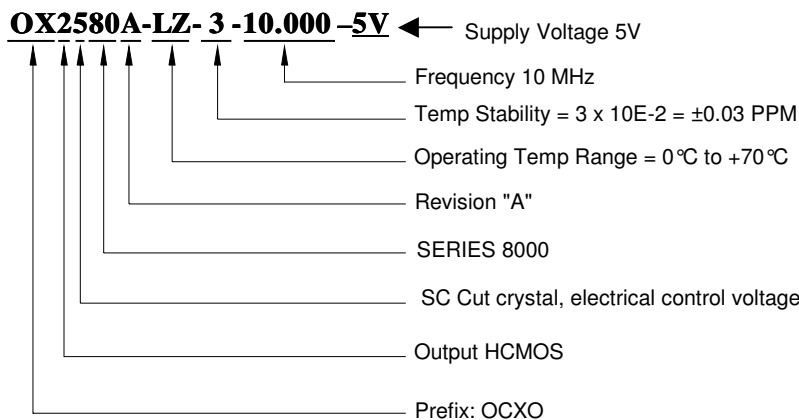 OX2580A-LZ- 3 -10.000 -5V Supply Voltage 5V
Frequency 10 MHz
Temp Stability = 3 x 10E-2 = ±0.03 PPM
Operating Temp Range = 0°C to +70°C
Revision "A"
SERIES 8000
SC Cut crystal, electrical control voltage
Output HCMOS
Prefix: OCXO